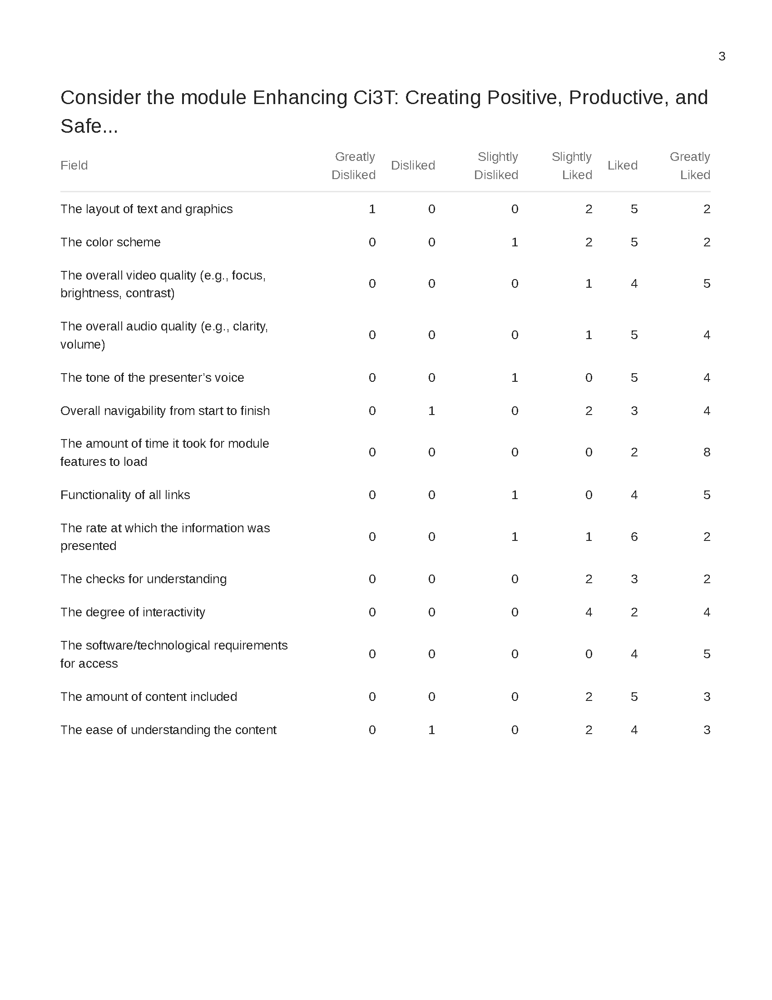 3
Consider the module Enhancing Ci3T: Creating Positive, Productive, and
Safe...
Field Greatly Disliked Disliked Slightly Disliked Slightly Liked Liked Greatly Liked
The layout of text and graphics 1 0 0 2 5 2
The color scheme 0 0 1 2 5 2
The overall video quality (e.g., focus,
brightness, contrast) 0 0 0 1 4 5
The overall audio quality (e.g., clarity,
volume) 0 0 0 1 5 4
The tone of the presenter’s voice 0 0 1 0 5 4
Overall navigability from start to finish 0 1 0 2 3 4
The amount of time it took for module
features to load 0 0 0 0 2 8
Functionality of all links 0 0 1 0 4 5
The rate at which the information was
presented 0 0 1 1 6 2
The checks for understanding 0 0 0 2 3 2
The degree of interactivity 0 0 0 4 2 4
The software/technological requirements
for access 0 0 0 0 4 5
The amount of content included 0 0 0 2 5 3
The ease of understanding the content 0 1 0 2 4 3